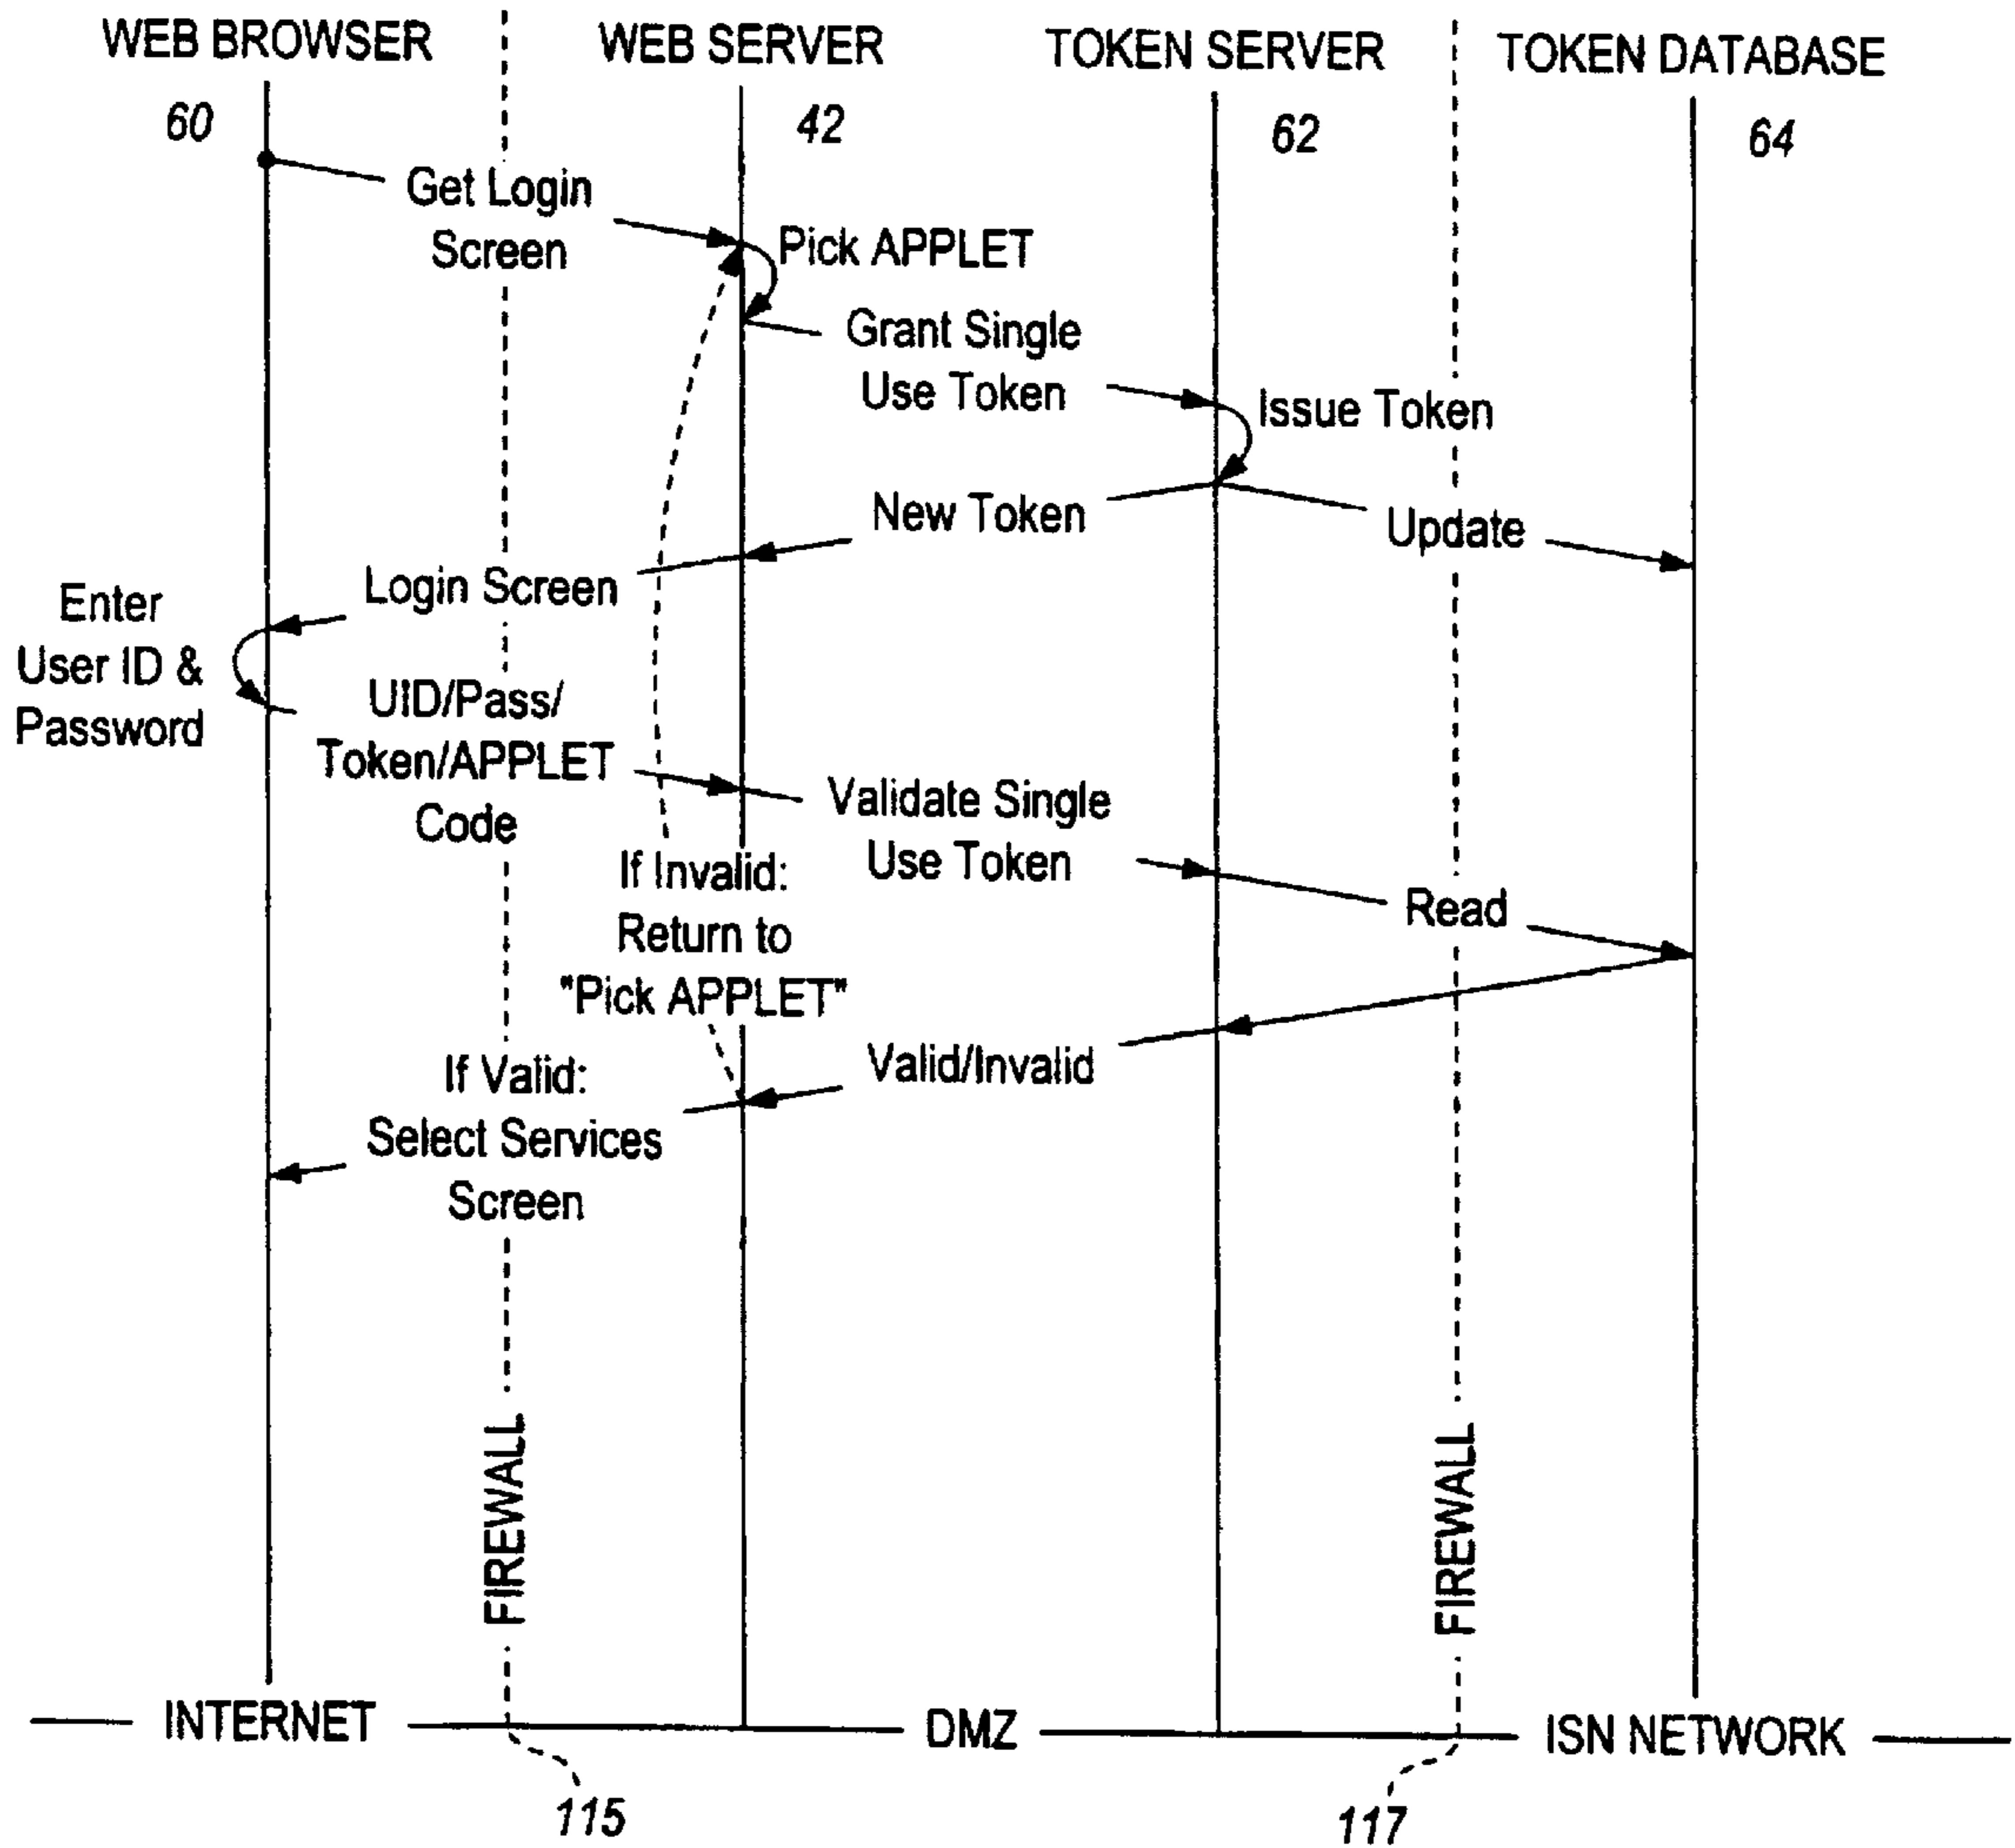 WEB BROWSER
WEB SERVER
TOKEN SERVER
TOKEN DATABASE
60
42
62
64
Get Login
Screen
Pick APPLET
Grant Single
Use Token
Issue Token
New Token
Update
Login Screen
Enter
User ID &
Password
UID/Pass/
Token/APPLET
Code
Validate Single
Use Token
If Invalid:
Return to
"Pick APPLET"
Read
Valid/Invalid
If Valid:
Select Services
Screen
FIREWALL
FIREWALL
INTERNET
DMZ
ISN NETWORK
115
117